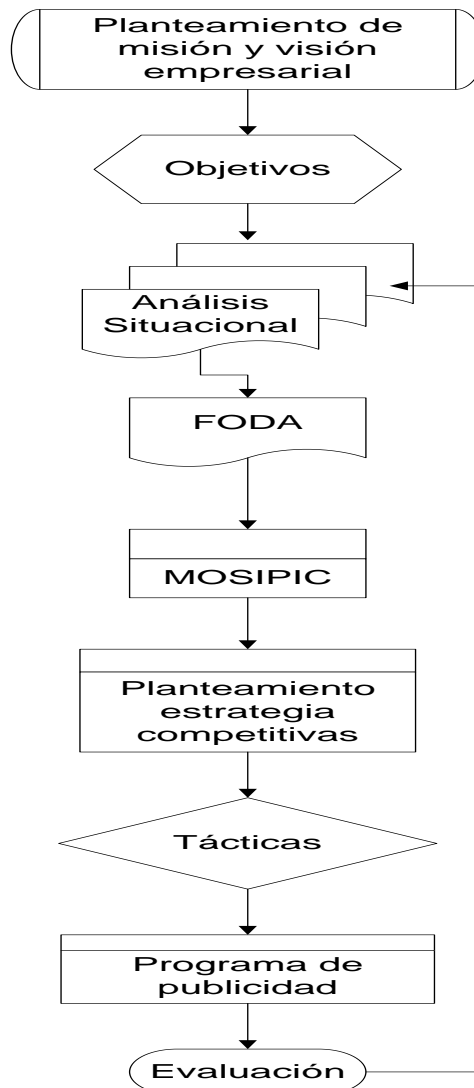 Planteamiento de
misión y visión
empresarial
Objetivos
Análisis
Situacional
FODA
MOSIPIC
Planteamiento
estrategia
competitivas
Tácticas
Programa de
publicidad
Evaluación